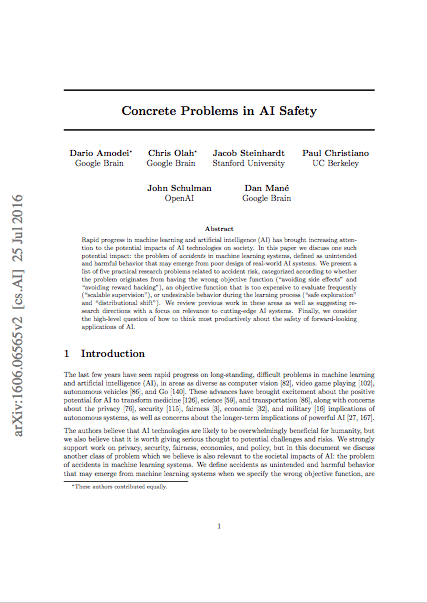 arXiv:1606.06565v2 [cs.AI] 25 Jul 2016
Concrete Problems in AI Safety
Dario Amodei* Chris Olah* Jacob Steinhardt Paul Christiano
Google Brain Google Brain Stanford University UC Berkeley
John Schulman Dan Mané
OpenAI Google Brain
Abstract
Rapid progress in machine learning and artificial intelligence (AI) has brought increasing atten-
tion to the potential impacts of AI technologies on society. In this paper we discuss one such
potential impact: the problem of accidents in machine learning systems, defined as unintended
and harmful behavior that may emerge from poor design of real-world AI systems. We present a
list of five practical research problems related to accident risk, categorized according to whether
the problem originates from having the wrong objective function ("avoiding side effects" and
"avoiding reward hacking"), an objective function that is too expensive to evaluate frequently
("scalable supervision"), or undesirable behavior during the learning process ("safe exploration"
and "distributional shift"). We review previous work in these areas as well as suggesting re-
search directions with a focus on relevance to cutting-edge AI systems. Finally, we consider
the high-level question of how to think most productively about the safety of forward-looking
applications of AI.
1 Introduction
The last few years have seen rapid progress on long-standing, difficult problems in machine learning
and artificial intelligence (AI), in areas as diverse as computer vision [82], video game playing [102],
autonomous vehicles [86], and Go [140]. These advances have brought excitement about the positive
potential for AI to transform medicine [126], science [59], and transportation [86], along with concerns
about the privacy [76], security [115], fairness [3], economic [32], and military [16] implications of
autonomous systems, as well as concerns about the longer-term implications of powerful AI [27, 167].
The authors believe that AI technologies are likely to be overwhelmingly beneficial for humanity, but
we also believe that it is worth giving serious thought to potential challenges and risks. We strongly
support work on privacy, security, fairness, economics, and policy, but in this document we discuss
another class of problem which we believe is also relevant to the societal impacts of AI: the problem
of accidents in machine learning systems. We define accidents as unintended and harmful behavior
that may emerge from machine learning systems when we specify the wrong objective function, are
*These authors contributed equally.
1